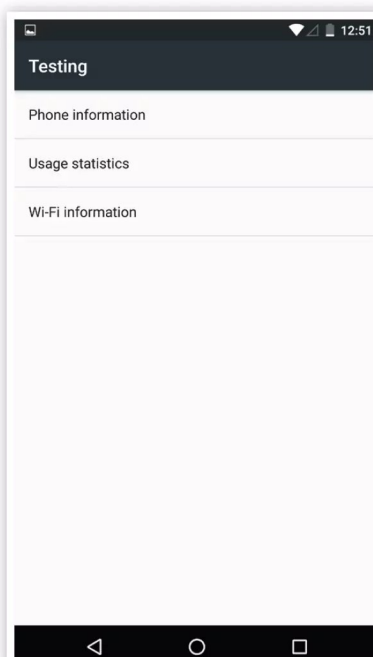 12:51
Testing
Phone information
Usage statistics
Wi-Fi information